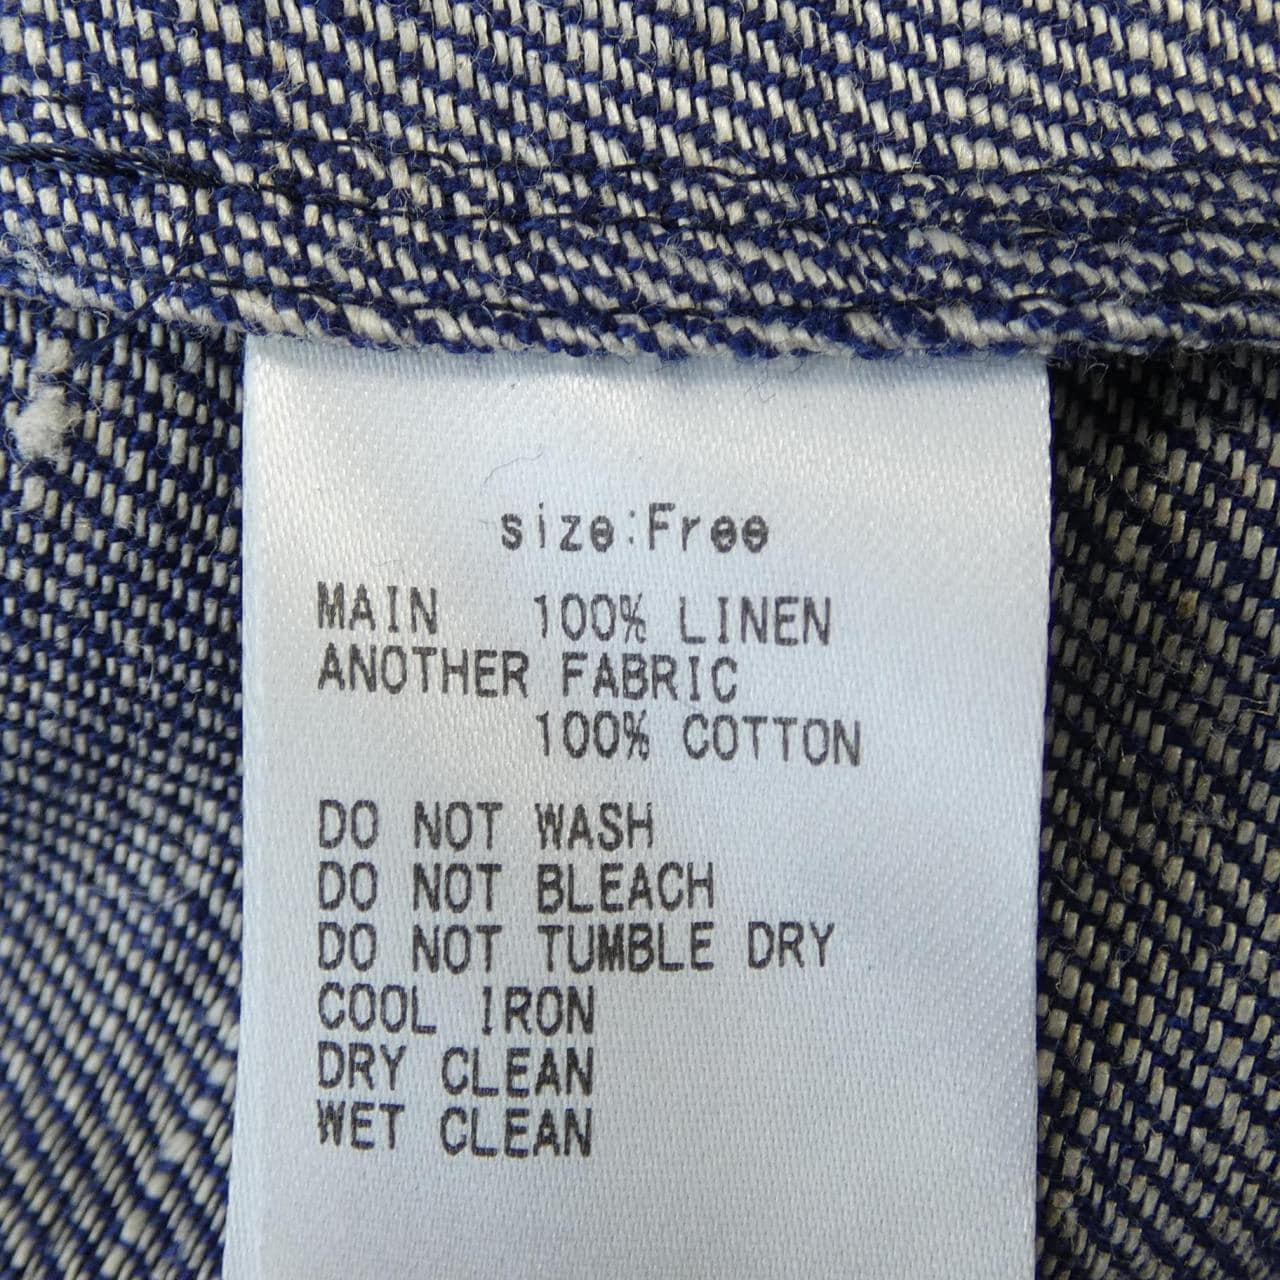 size:Free
MAIN 100% LINEN
ANOTHER FABRIC
100% COTTON
DO NOT WASH
DO NOT BLEACH
DO NOT TUMBLE DRY
COOL IRON
DRY CLEAN
WET CLEAN